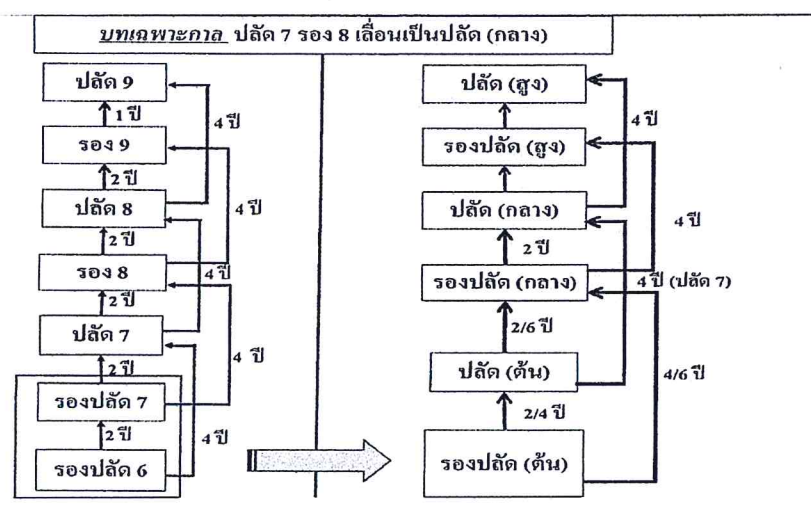 บทเฉพาะกาล ปลัด 7 รอง 8 เลื่อนเป็นปลัด (กลาง)
ปลัด 9
1 ปี
4 ปี
รอง 9
2 ปี
ปลัด 8
4 ปี
2 ปี
รอง 8
4 ปี
2 ปี
ปลัด 7
4 ปี
2 ปี
รองปลัด 7
2 ปี
4 ปี
รองปลัด 6
ปลัด (สูง)
4 ปี
รองปลัด (สูง)
ปลัด (กลาง)
4 ปี
2 ปี
รองปลัด (กลาง)
4 ปี (ปลัด 7)
2/6 ปี
ปลัด (ต้น)
4/6 ปี
2/4 ปี
รองปลัด (ต้น)